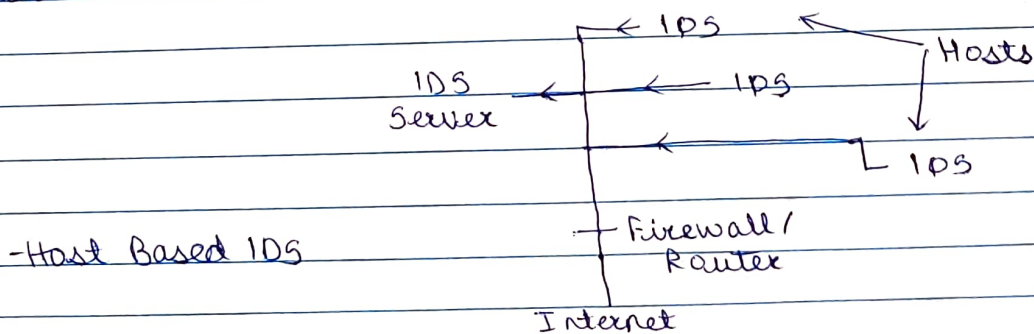 IDS
Hosts
IDS
Server
IDS
IDS
-Host Based IDS
Firewall/
Router
Internet